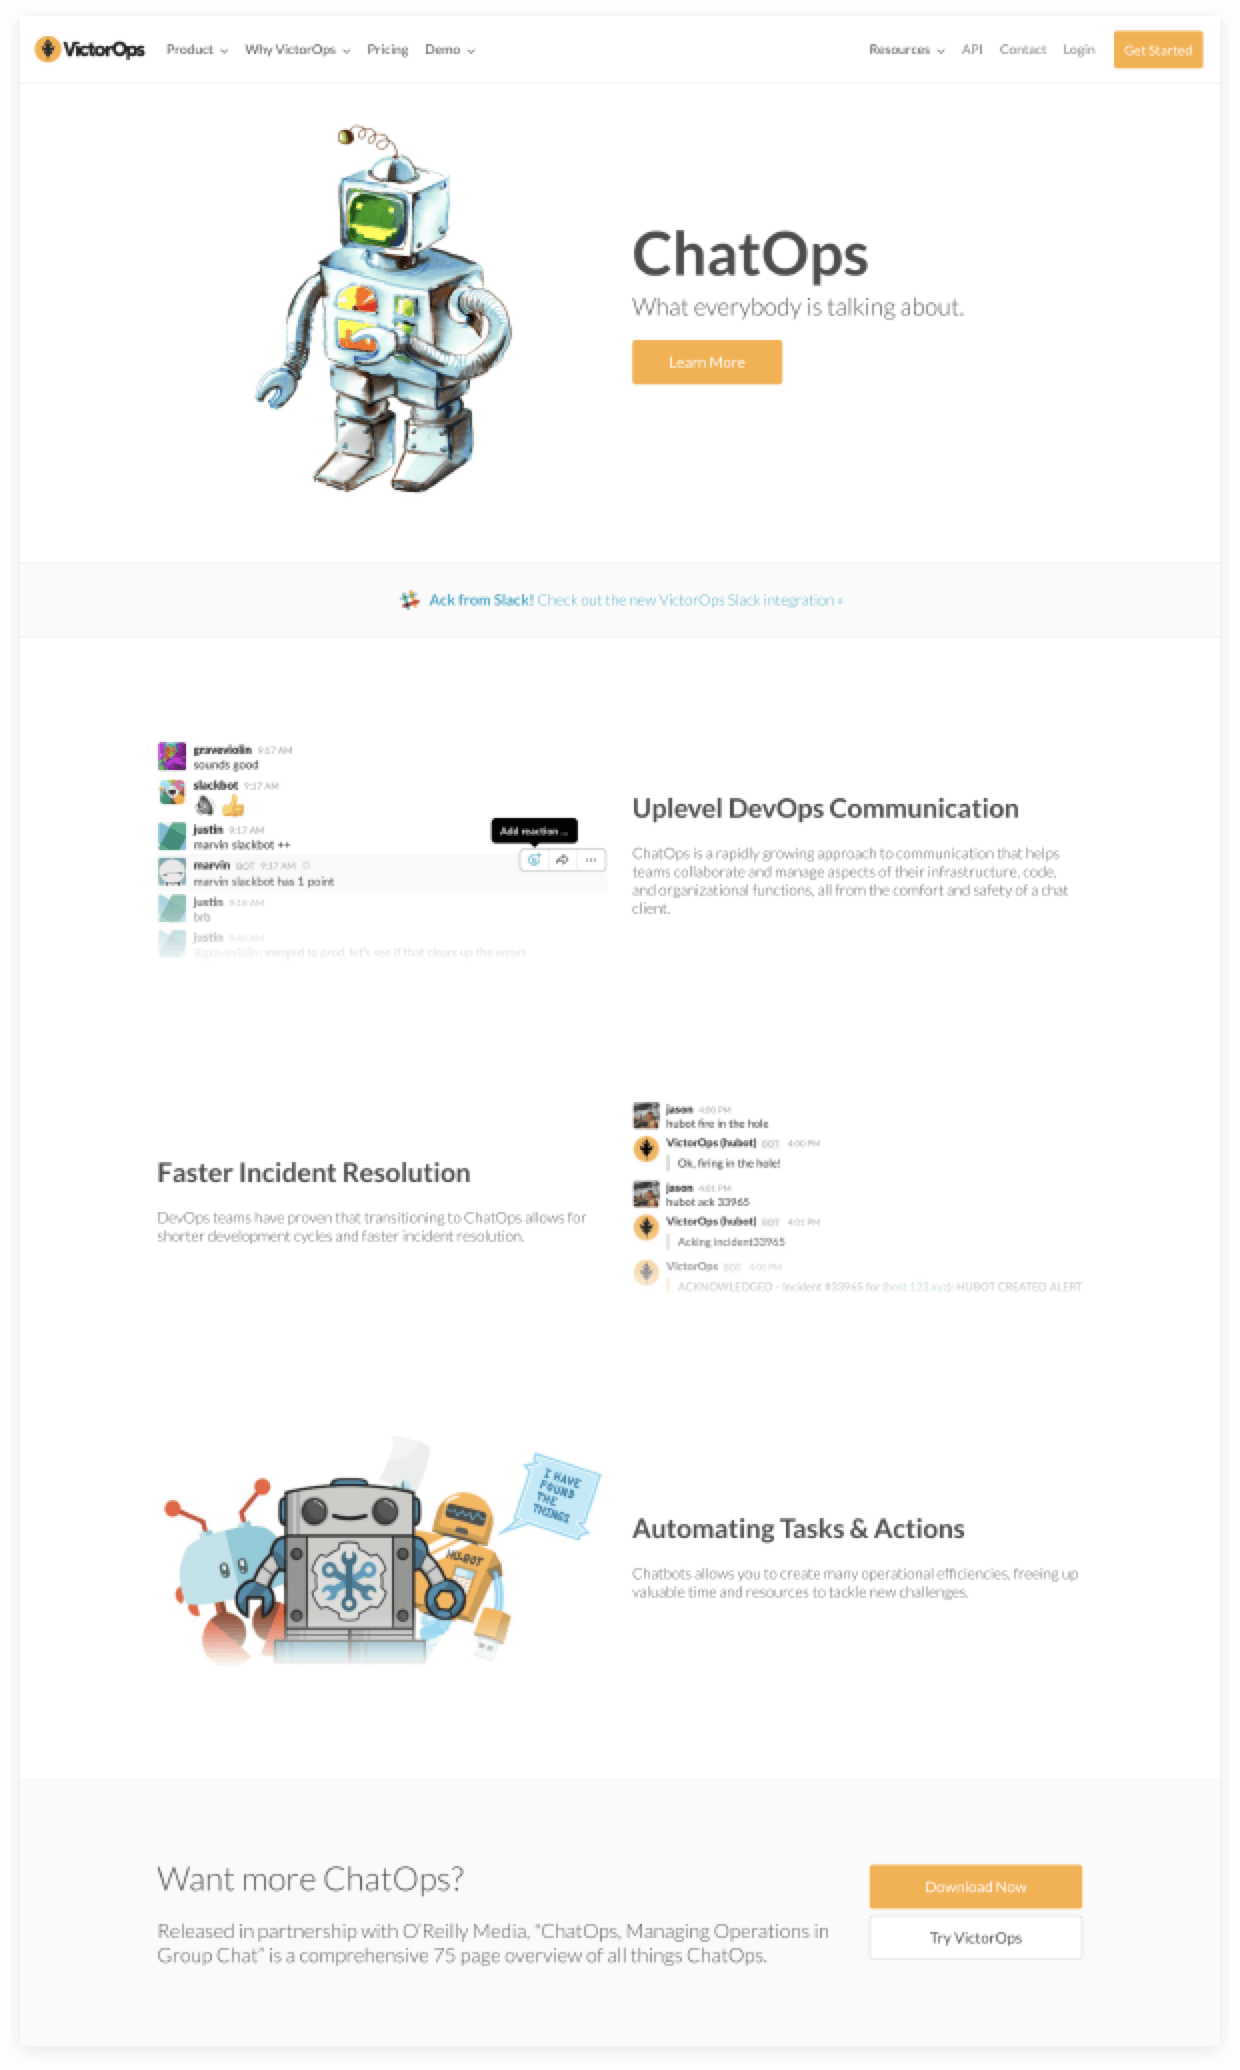 VictorOps Product Why VictorOps Pricing Demo Resources API Contact Login Get Started
ChatOps
What everybody is talking about.
Learn More
Ack from Slack! Check out the new VictorOps Slack integration »
graveviolin 9:17 AM
sounds good
slackbot 9:17 AM
justin 9:17 AM
marvin slackbot ++
Add reaction ...
marvin BOT 9:17 AM
marvin slackbot has 1 point
justin 9:18 AM
brb
justin 9:46 AM
@graveviolin: merged to prod, let's see if that clears up the errors
Uplevel DevOps Communication
ChatOps is a rapidly growing approach to communication that helps
teams collaborate and manage aspects of their infrastructure, code,
and organizational functions, all from the comfort and safety of a chat
client.
Faster Incident Resolution
DevOps teams have proven that transitioning to ChatOps allows for
shorter development cycles and faster incident resolution.
jason 4:00 PM
hubot fire in the hole
VictorOps (hubot) BOT 4:00 PM
Ok, firing in the hole!
jason 4:01 PM
hubot ack 33965
VictorOps (hubot) BOT 4:01 PM
Acking incident33965
VictorOps BOT 4:01 PM
ACKNOWLEDGED - Incident #33965 for (host.123.xyz): HUBOT CREATED ALERT
I HAVE
FOUND
THE
THINGS
HUBOT
Automating Tasks & Actions
Chatbots allows you to create many operational efficiencies, freeing up
valuable time and resources to tackle new challenges.
Want more ChatOps?
Released in partnership with O'Reilly Media, "ChatOps, Managing Operations in
Group Chat" is a comprehensive 75 page overview of all things ChatOps.
Download Now
Try VictorOps